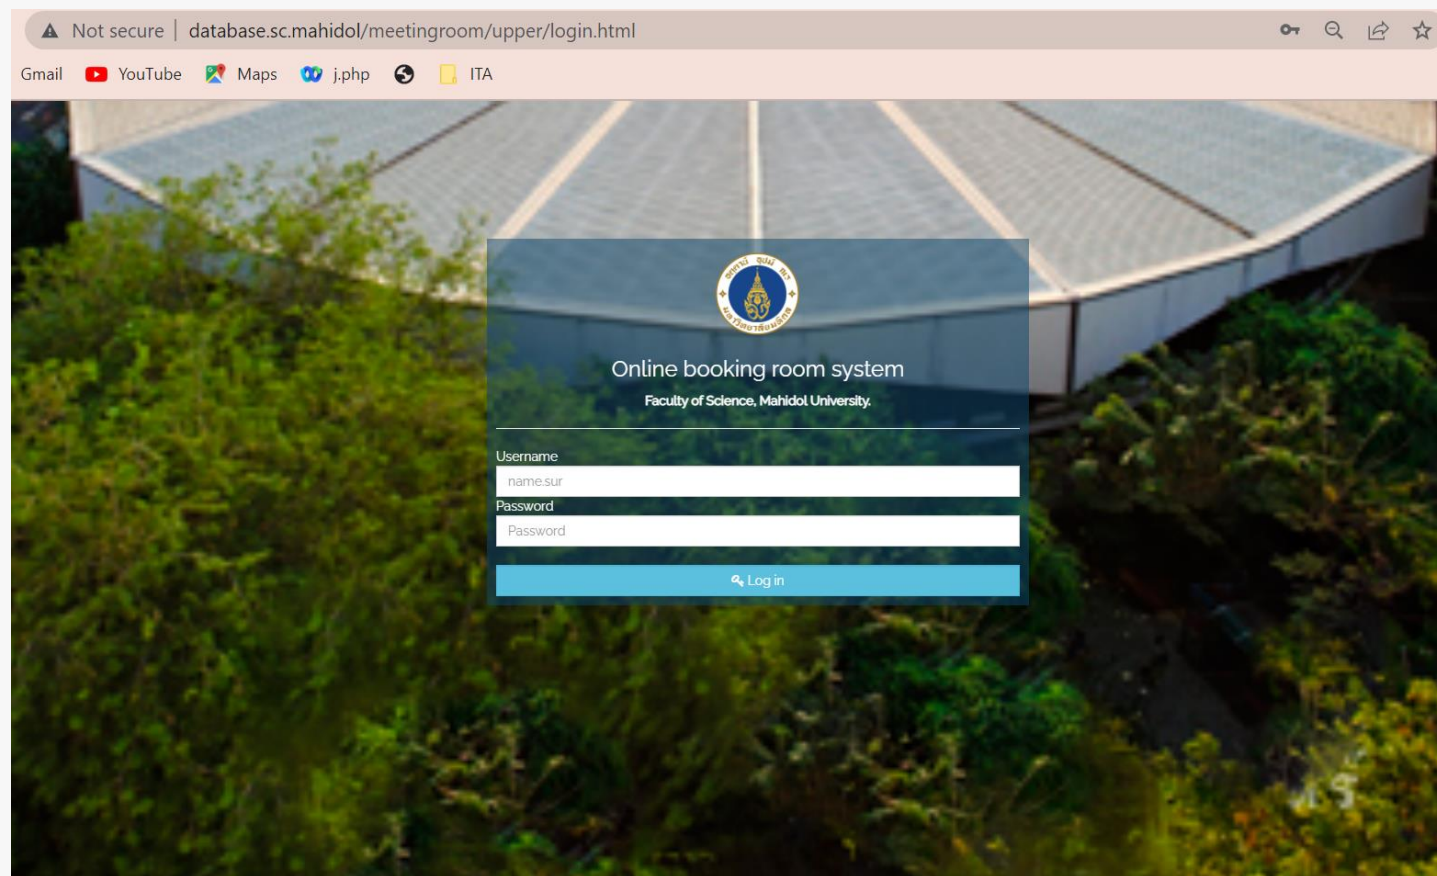 Not secure | database.sc.mahidol/meetingroom/upper/login.html
Gmail YouTube Maps j.php ITA
Online booking room system
Faculty of Science, Mahidol University.
Username
name.sur
Password
Password
Log in